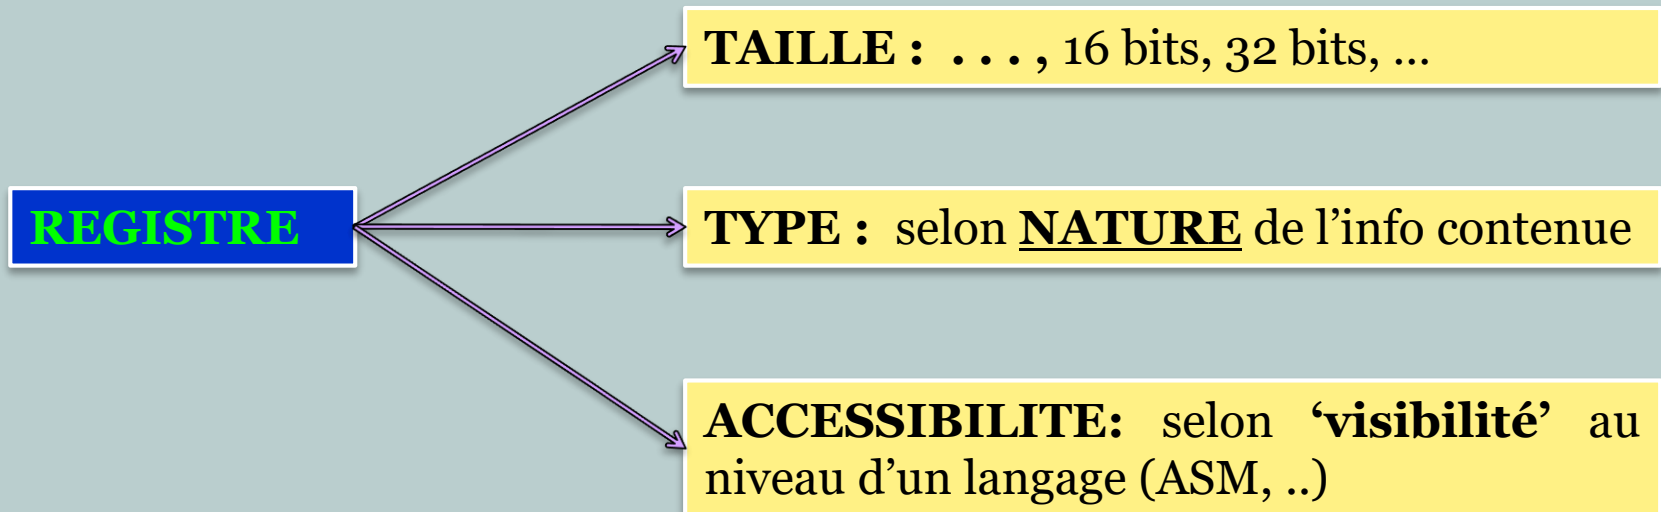 TAILLE : . . . , 16 bits, 32 bits, ...
REGISTRE
TYPE : selon NATURE de l’info contenue
ACCESSIBILITE: selon ‘visibilité’ au
niveau d’un langage (ASM, ..)